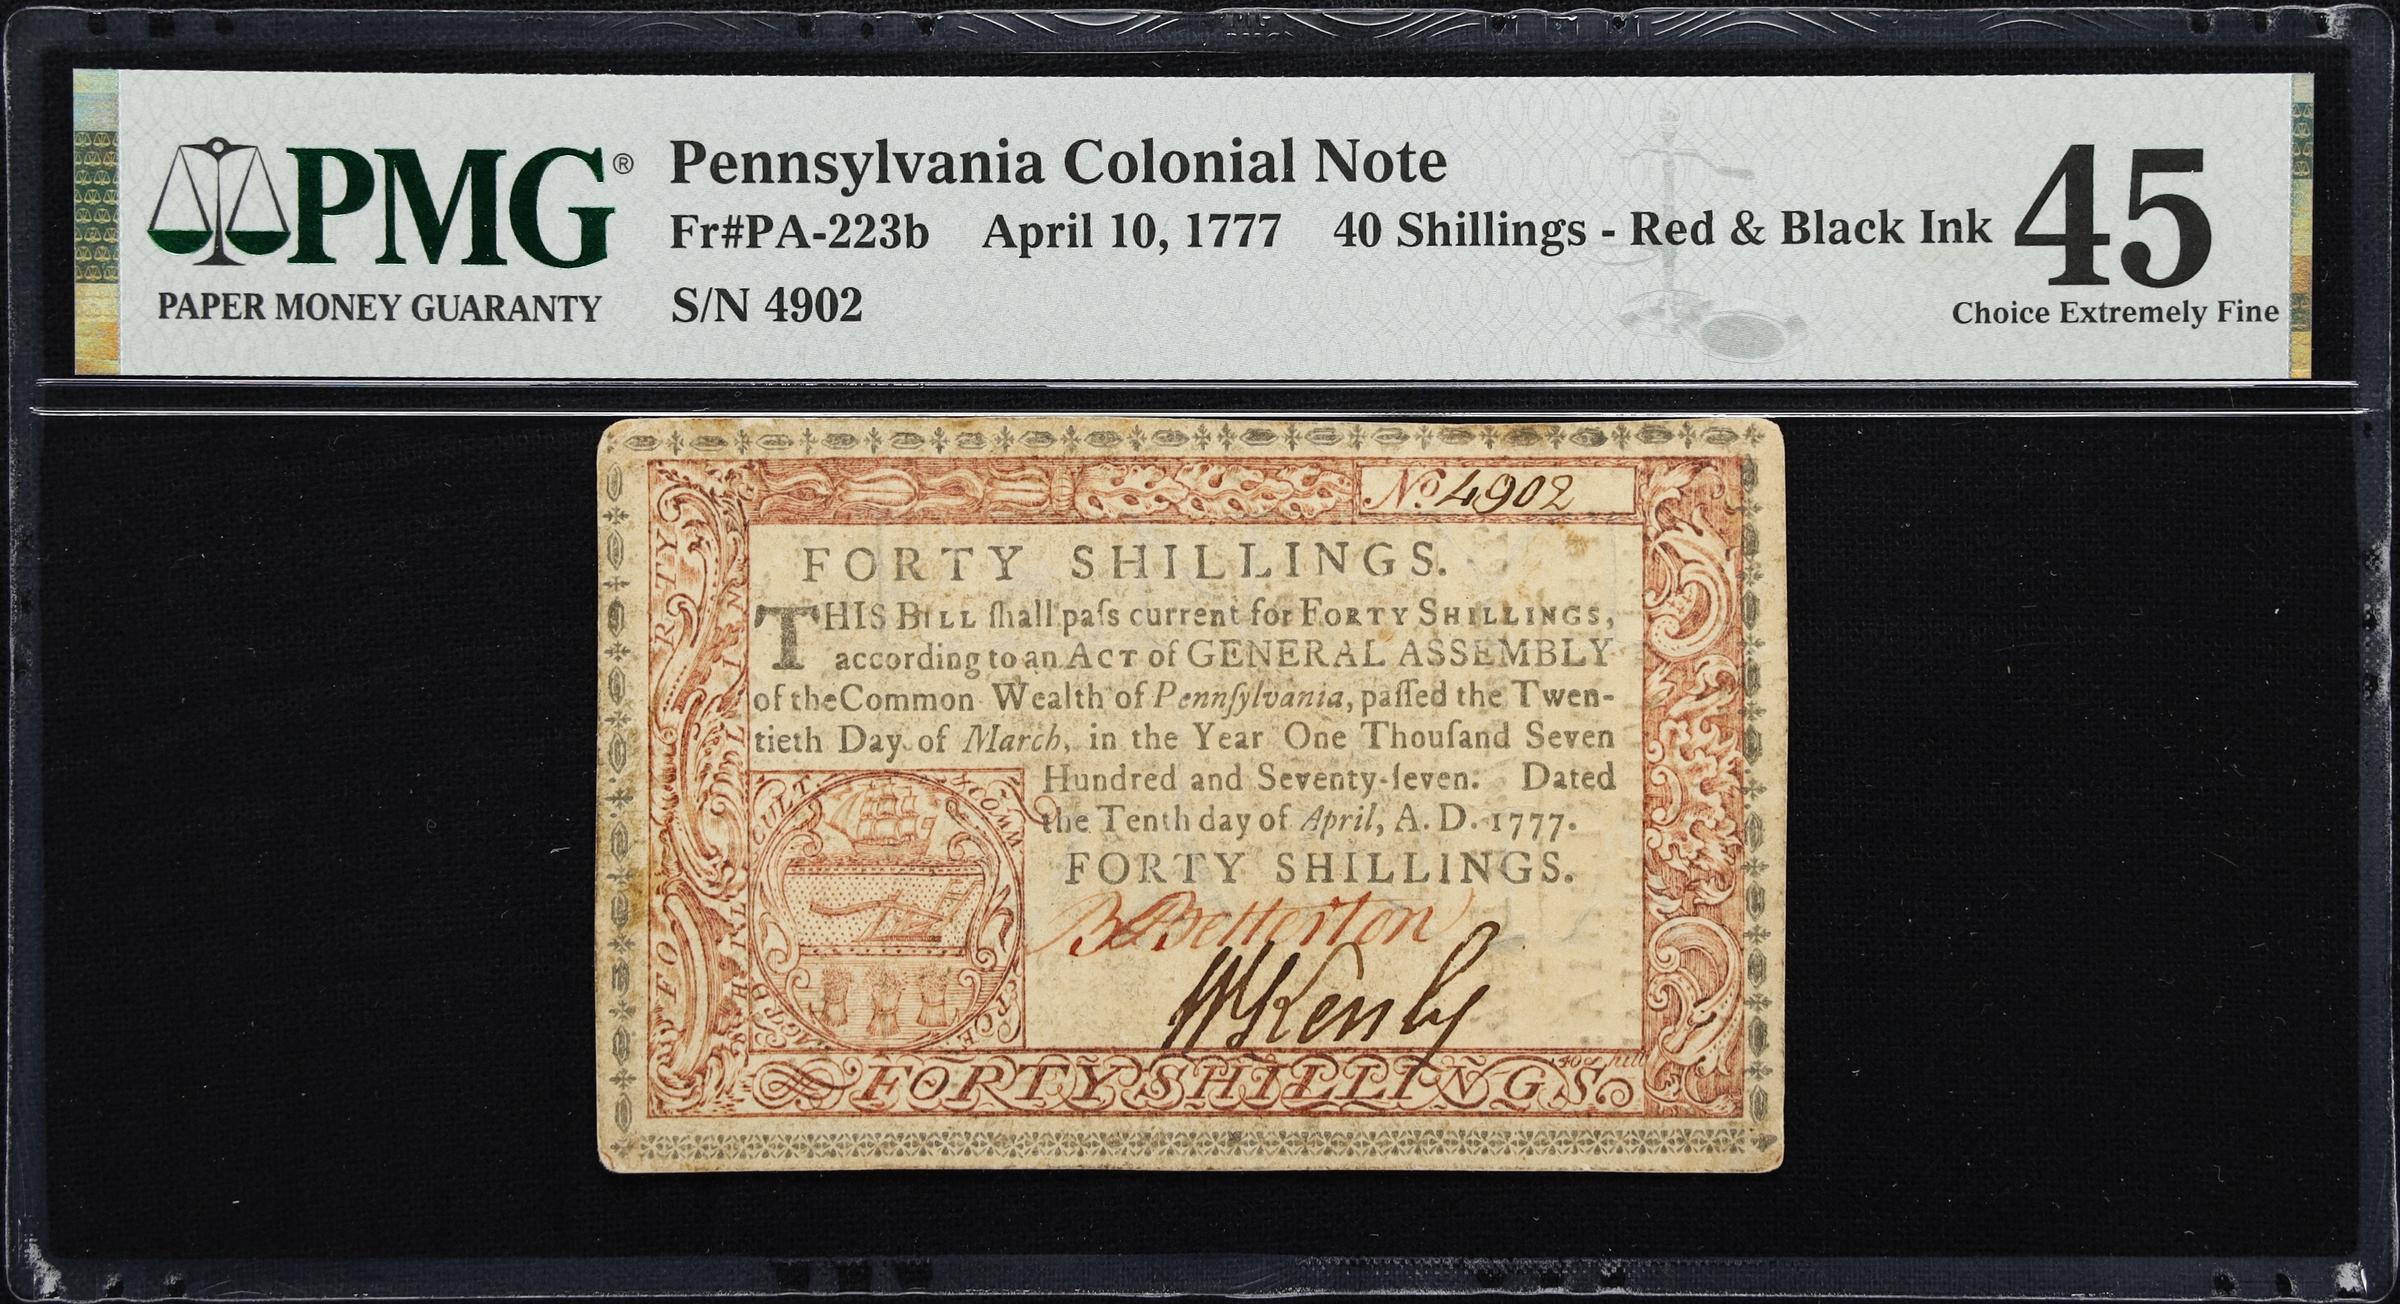 PMG®
PAPER MONEY GUARANTY
Pennsylvania Colonial Note
Fr#PA-223b April 10, 1777 40 Shillings - Red & Black Ink
S/N 4902
45
Choice Extremely Fine
No. 4902
FORTY SHILLINGS.
THIS BILL ſhall paſs current for FORTY SHILLINGS,
according to an ACT of GENERAL ASSEMBLY
of the Common Wealth of Pennſylvania, paſſed the Twen-
tieth Day of March, in the Year One Thouſand Seven
Hundred and Seventy-ſeven. Dated
the Tenth day of April, A. D. 1777.
FORTY SHILLINGS.
B Betterton
W Kenly
FORTY SHILLINGS